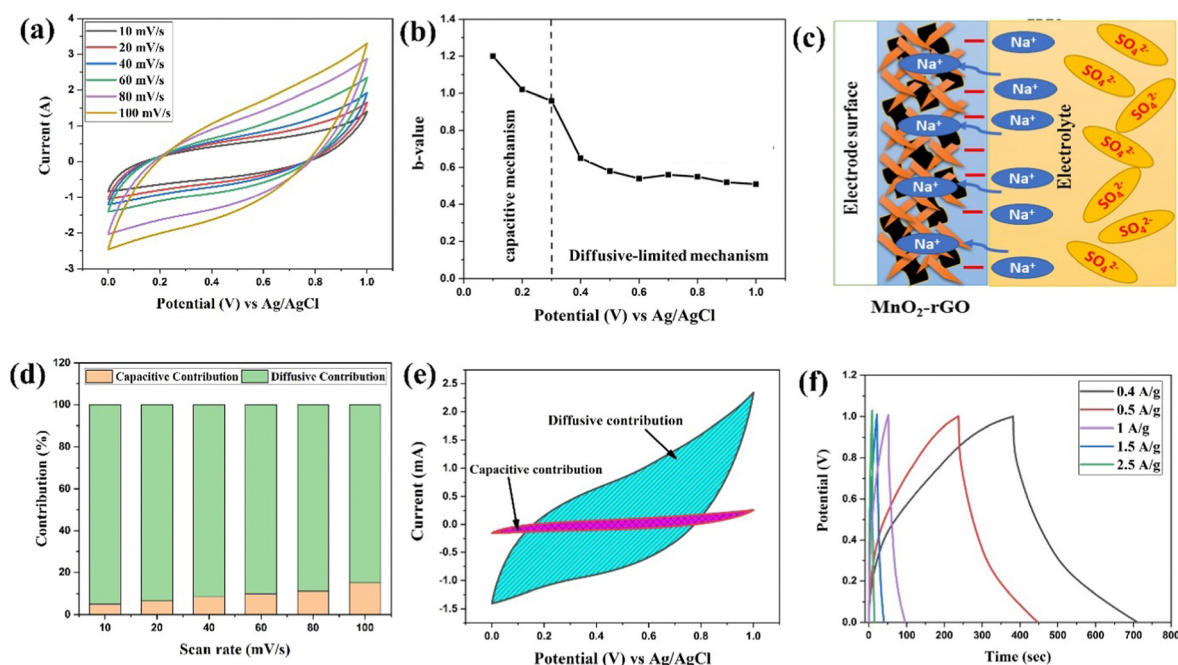 (a)
10 mV/s
20 mV/s
40 mV/s
60 mV/s
80 mV/s
100 mV/s
Current (A)
4
3
2
1
0
-1
-2
-3
0.0 0.2 0.4 0.6 0.8 1.0
Potential (V) vs Ag/AgCl
(b)
b-value
1.4
1.2
1.0
0.8
0.6
0.4
0.2
0.0
capacitive mechanism
Diffusive-limited mechanism
0.2 0.4 0.6 0.8 1.0
Potential (V) vs Ag/AgCl
(c)
Electrode surface
Electrolyte
Na+
Na+
Na+
Na+
Na+
Na+
Na+
Na+
Na+
Na+
SO₄²⁻
SO₄²⁻
SO₄²⁻
SO₄²⁻
SO₄²⁻
SO₄²⁻
SO₄²⁻
MnO₂-rGO
(d)
Capacitive Contribution
Diffusive Contribution
Contribution (%)
120
100
80
60
40
20
0
10 20 40 60 80 100
Scan rate (mV/s)
(e)
Current (mA)
2.5
2.0
1.5
1.0
0.5
0.0
-0.5
-1.0
-1.5
Diffusive contribution
Capacitive contribution
0.0 0.2 0.4 0.6 0.8 1.0
Potential (V) vs Ag/AgCl
(f)
0.4 A/g
0.5 A/g
1 A/g
1.5 A/g
2.5 A/g
Potential (V)
1.2
1.0
0.8
0.6
0.4
0.2
0.0
0 100 200 300 400 500 600 700 800
Time (sec)